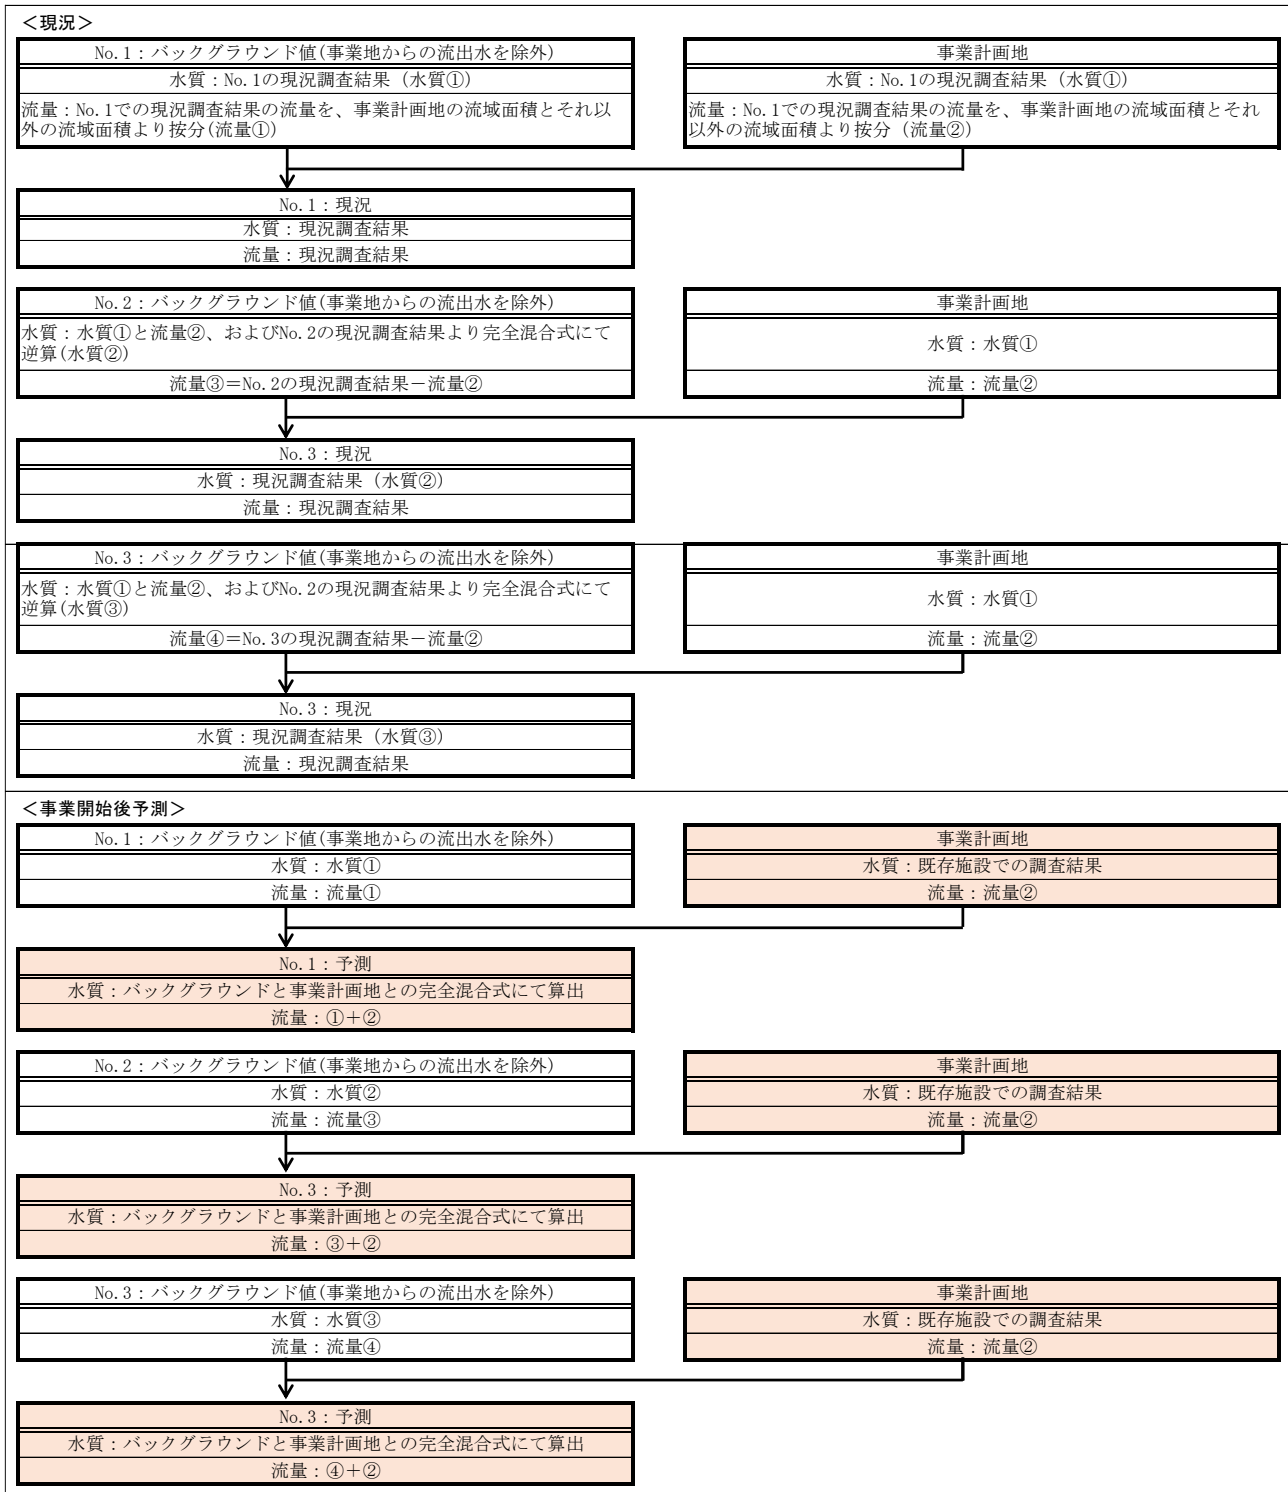 ＜現況＞
No.1：バックグラウンド値(事業地からの流出水を除外)
水質：No.1の現況調査結果（水質①）
流量：No.1での現況調査結果の流量を、事業計画地の流域面積とそれ以
外の流域面積より按分(流量①)
事業計画地
水質：No.1の現況調査結果（水質①）
流量：No.1での現況調査結果の流量を、事業計画地の流域面積とそれ
以外の流域面積より按分（流量②）
No.1：現況
水質：現況調査結果
流量：現況調査結果
No.2：バックグラウンド値(事業地からの流出水を除外)
水質：水質①と流量②、およびNo.2の現況調査結果より完全混合式にて
逆算(水質②)
流量③＝No.2の現況調査結果－流量②
事業計画地
水質：水質①
流量：流量②
No.3：現況
水質：現況調査結果（水質②）
流量：現況調査結果
No.3：バックグラウンド値(事業地からの流出水を除外)
水質：水質①と流量②、およびNo.2の現況調査結果より完全混合式にて
逆算(水質③)
流量④＝No.3の現況調査結果－流量②
事業計画地
水質：水質①
流量：流量②
No.3：現況
水質：現況調査結果（水質③）
流量：現況調査結果
＜事業開始後予測＞
No.1：バックグラウンド値(事業地からの流出水を除外)
水質：水質①
流量：流量①
事業計画地
水質：既存施設での調査結果
流量：流量②
No.1：予測
水質：バックグラウンドと事業計画地との完全混合式にて算出
流量：①＋②
No.2：バックグラウンド値(事業地からの流出水を除外)
水質：水質②
流量：流量③
事業計画地
水質：既存施設での調査結果
流量：流量②
No.3：予測
水質：バックグラウンドと事業計画地との完全混合式にて算出
流量：③＋②
No.3：バックグラウンド値(事業地からの流出水を除外)
水質：水質③
流量：流量④
事業計画地
水質：既存施設での調査結果
流量：流量②
No.3：予測
水質：バックグラウンドと事業計画地との完全混合式にて算出
流量：④＋②